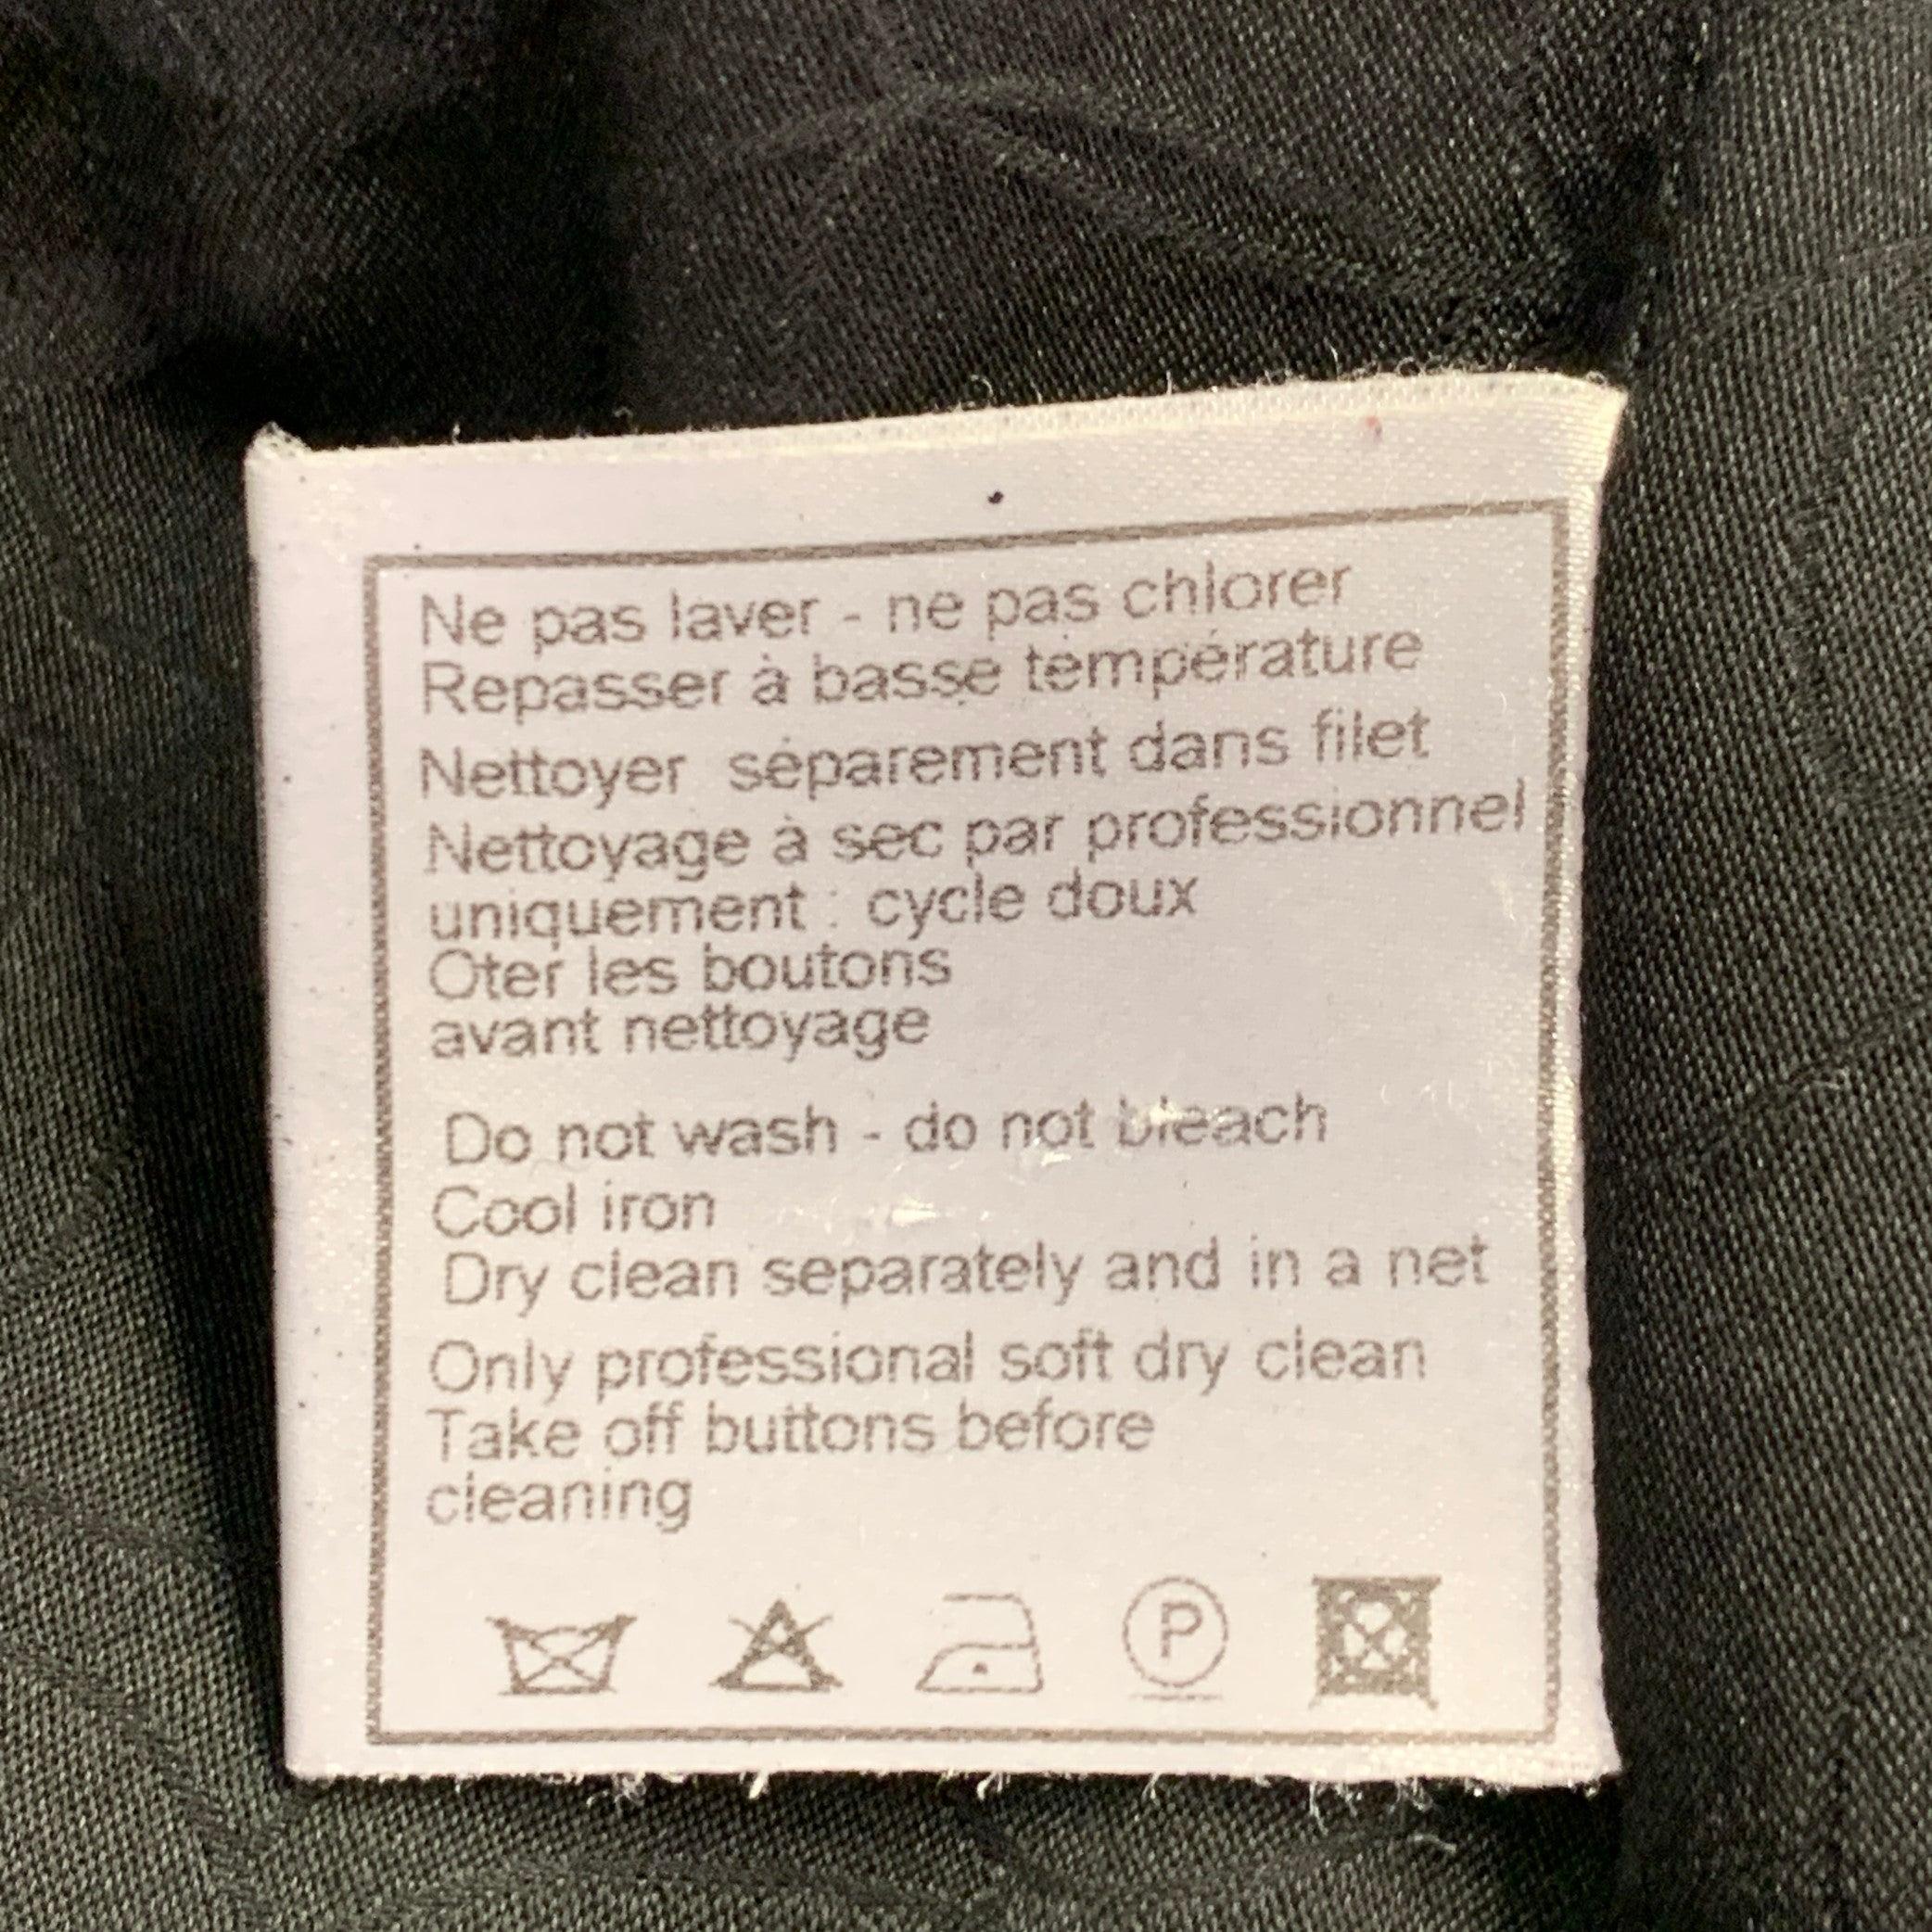 Ne pas laver - ne pas chlorer
Repasser à basse température
Nettoyer séparement dans filet
Nettoyage à sec par professionnel
uniquement : cycle doux
Oter les boutons
avant nettoyage
Do not wash - do not bleach
Cool iron
Dry clean separately and in a net
Only professional soft dry clean
Take off buttons before
cleaning
P